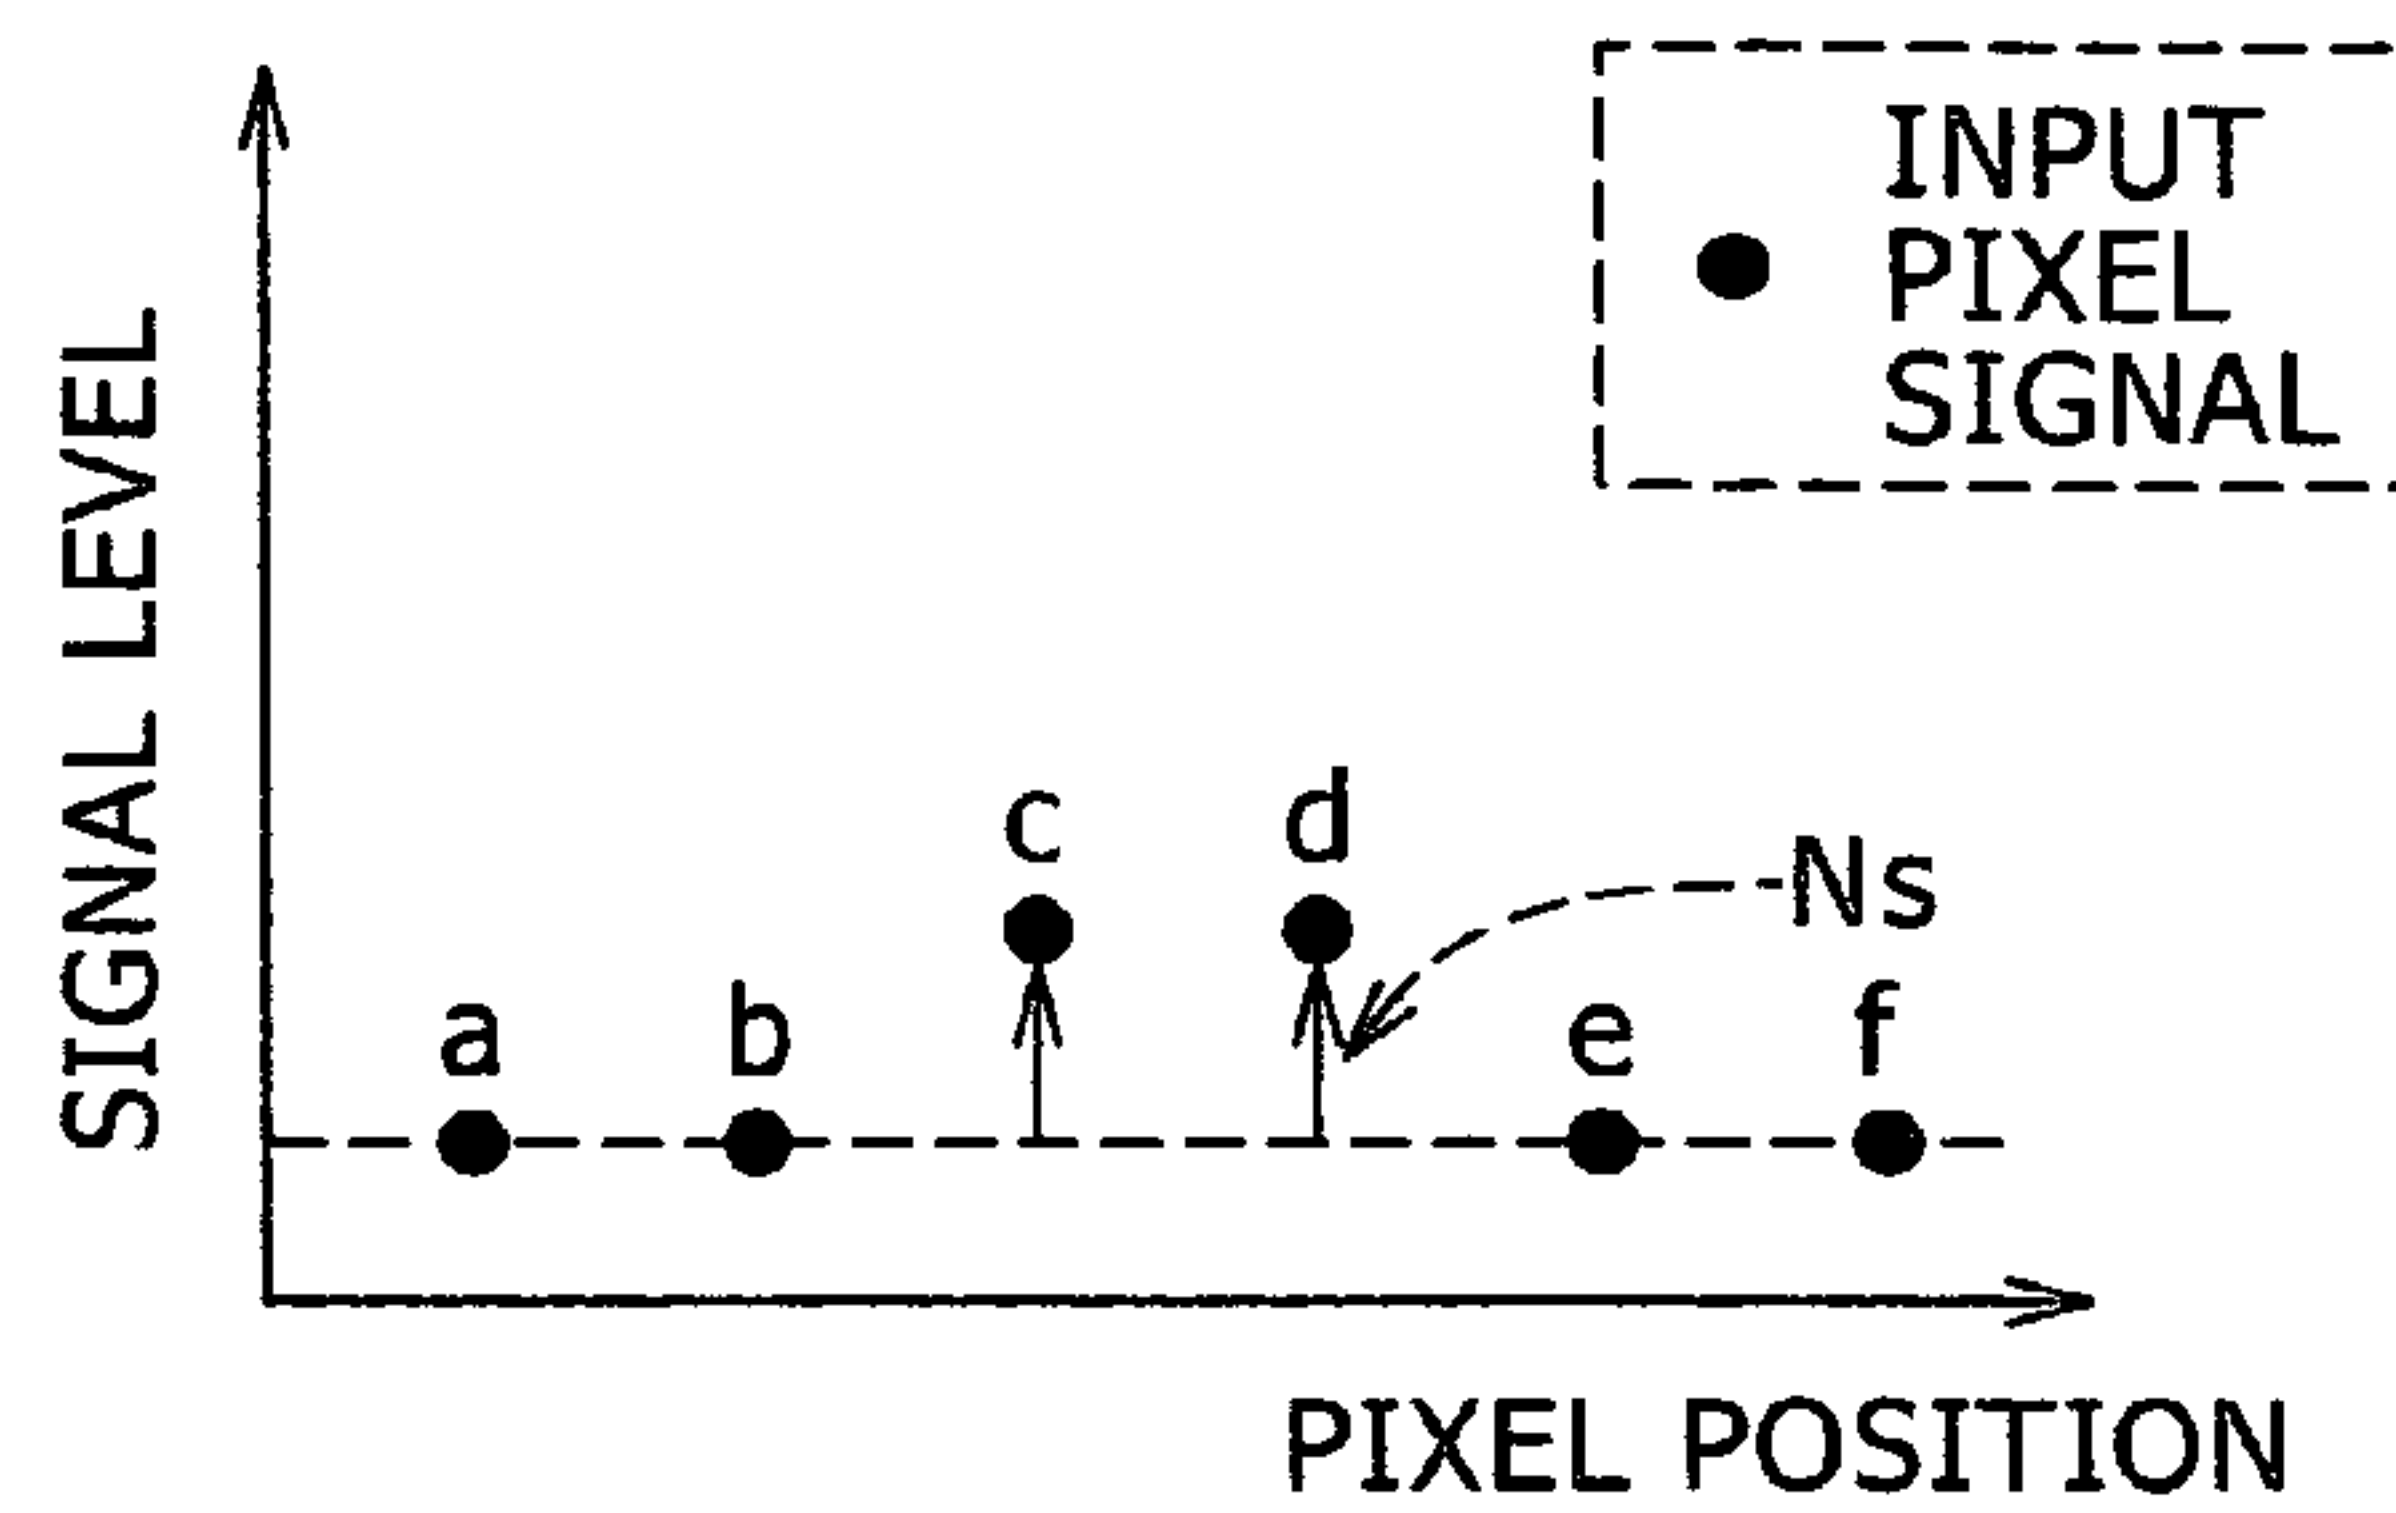 INPUT
PIXEL
SIGNAL
SIGNAL LEVEL
c
d
Ns
a
b
e
f
PIXEL POSITION